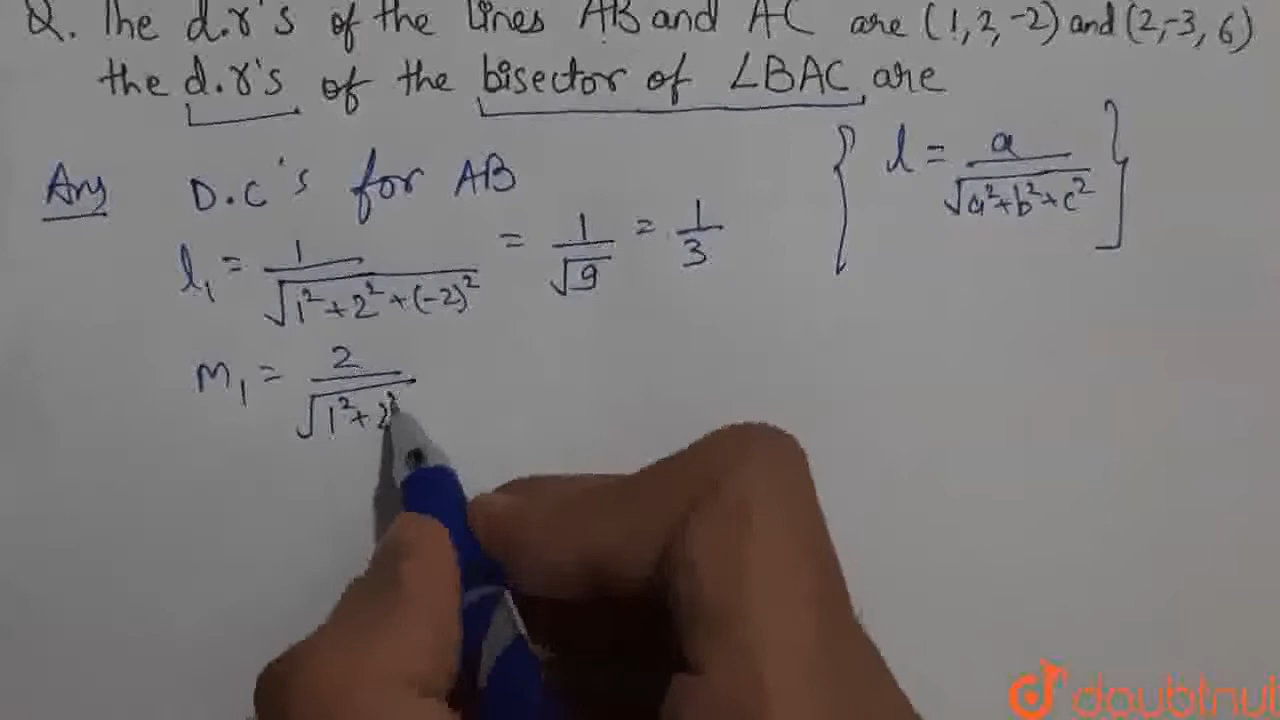 Q. The d.r's of the lines AB and AC are (1, 2, -2) and (2, -3, 6)
the d.r's of the bisector of ∠BAC are
Ans D.C's for AB { l = a/√(a²+b²+c²) }
l₁ = 1/√(1²+2²+(-2)²) = 1/√9 = 1/3
m₁ = 2/√(1²+2²
doubtnut